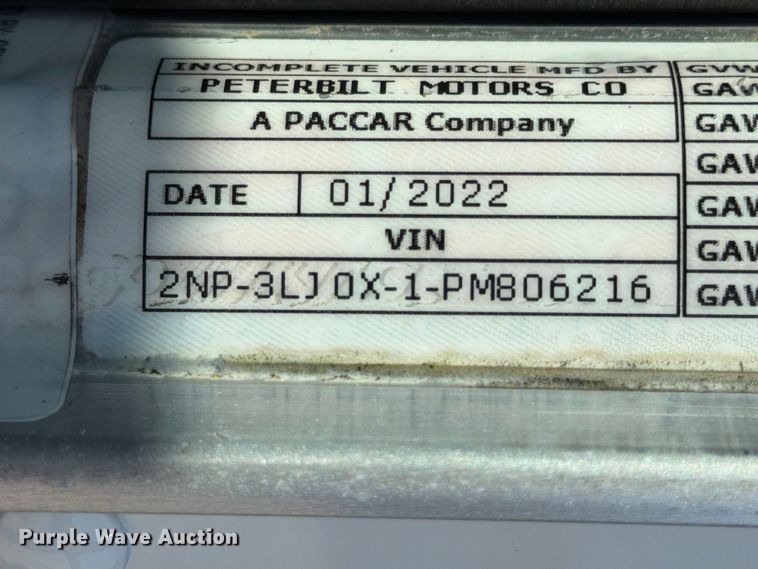 INCOMPLETE VEHICLE MFD BY
PETERBILT MOTORS CO
A PACCAR Company
DATE 01/2022
VIN
2NP-3LJ0X-1-PM806216
GVW
GAW
GAW
GAW
GAW
GAW
GAW
Purple Wave Auction